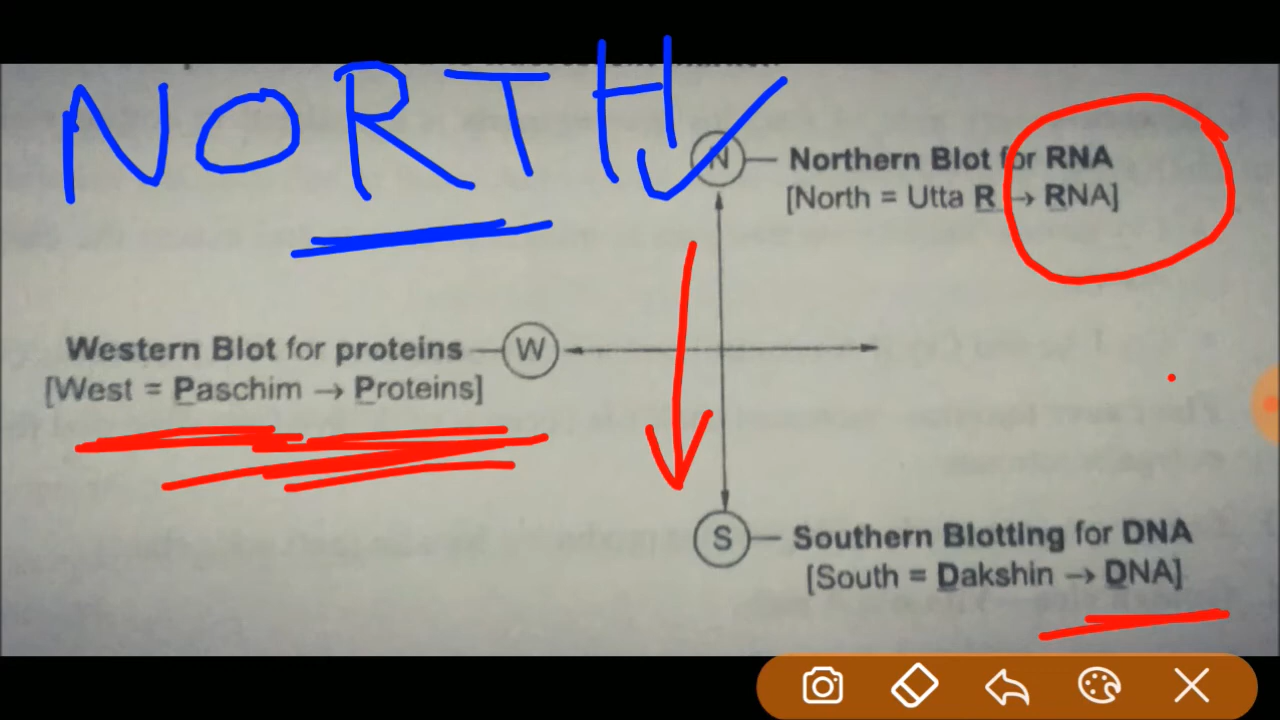 NORTH
N — Northern Blot for RNA
[North = Utta R → RNA]
Western Blot for proteins — W
[West = Paschim → Proteins]
S — Southern Blotting for DNA
[South = Dakshin → DNA]